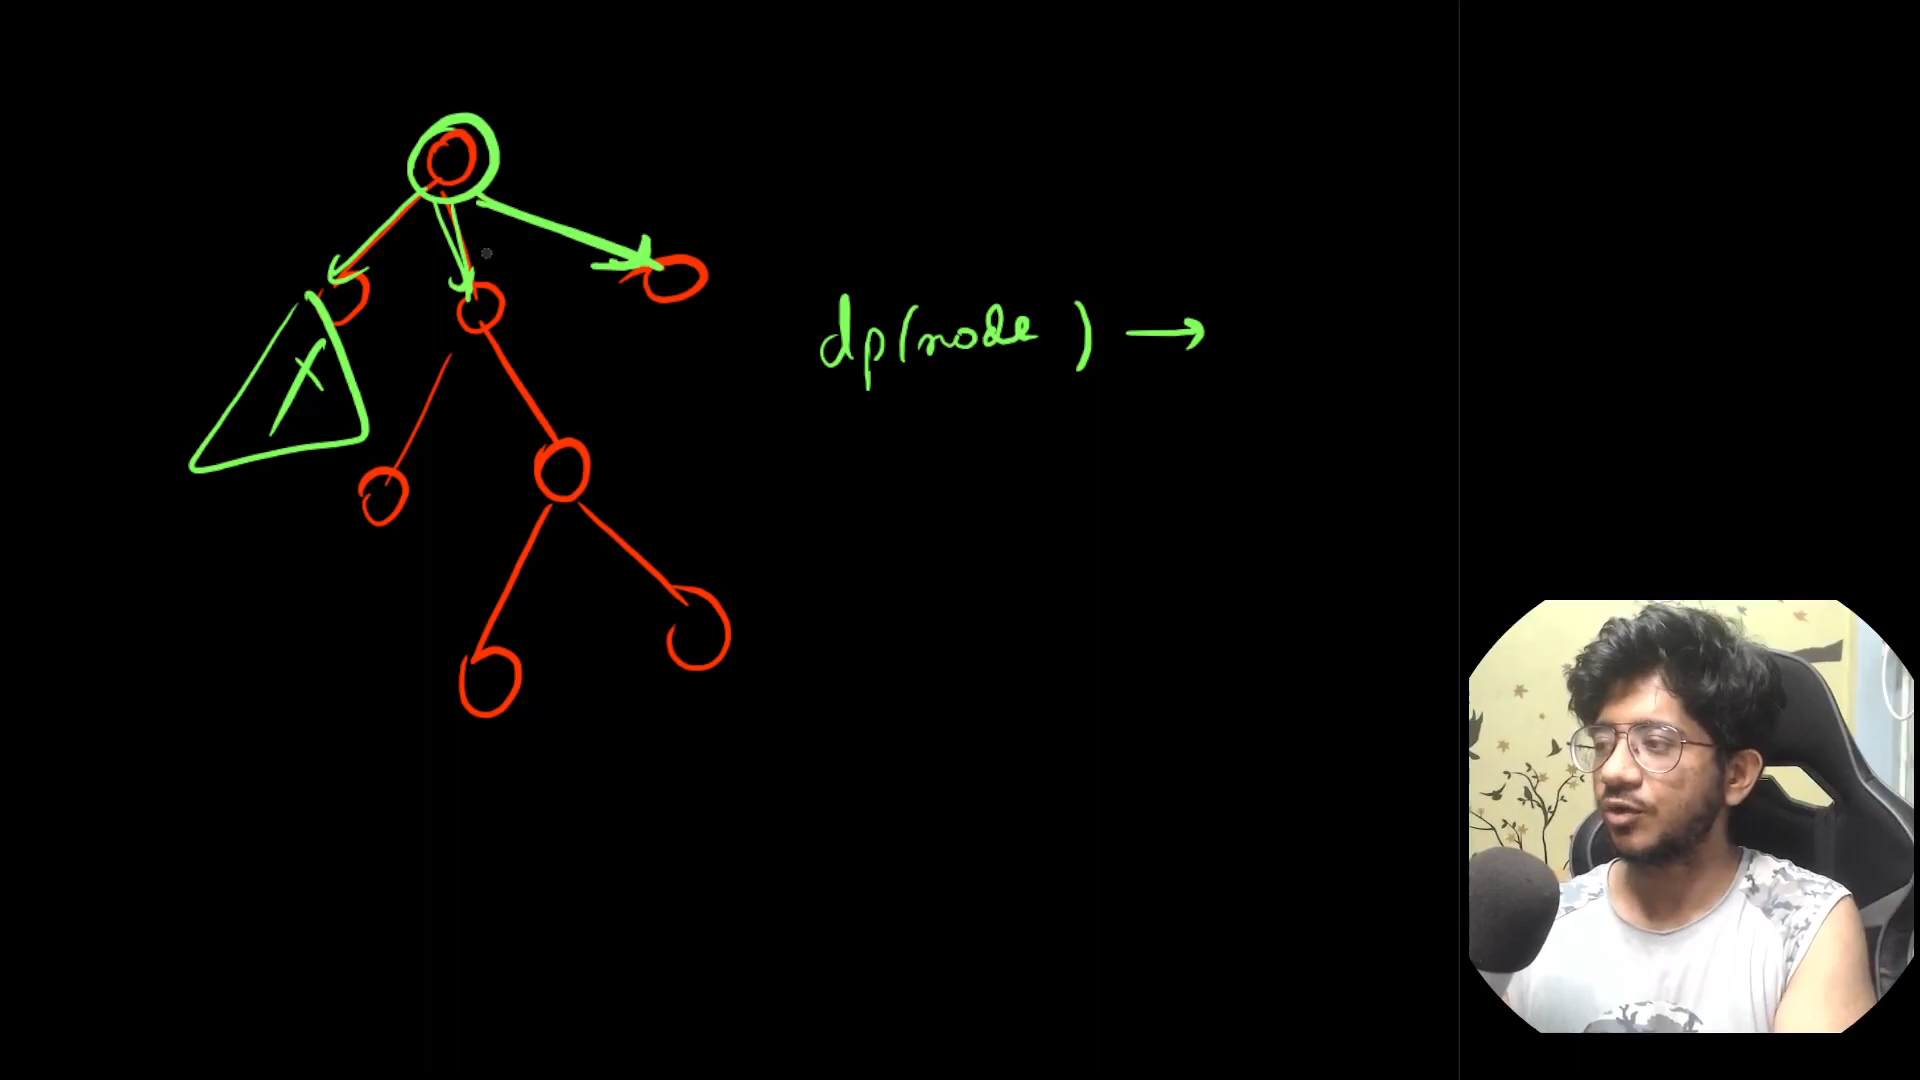 X
dp(node ) →